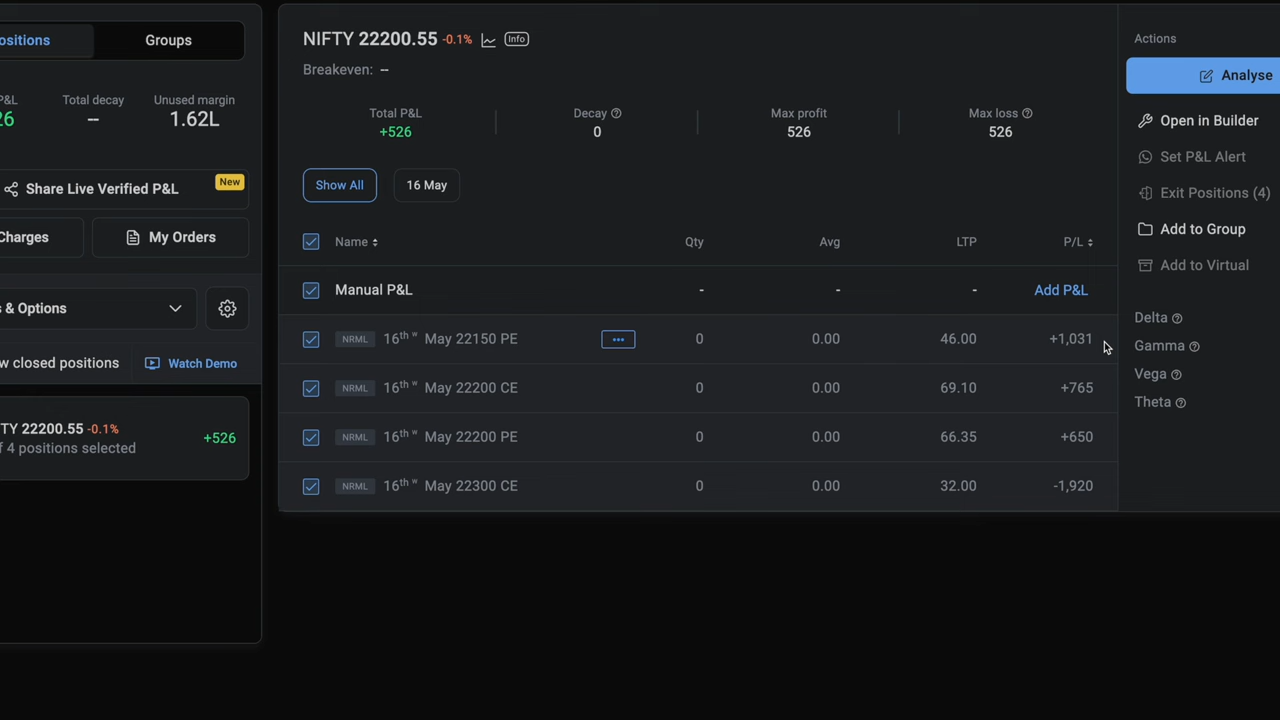 ositions Groups
P&L Total decay Unused margin
26 -- 1.62L
Share Live Verified P&L New
Charges My Orders
s & Options
w closed positions Watch Demo
TY 22200.55 -0.1% +526
f 4 positions selected
NIFTY 22200.55 -0.1% Info
Breakeven: --
Total P&L Decay Max profit Max loss
+526 0 526 526
Show All 16 May
Name Qty Avg LTP P/L
Manual P&L - - - Add P&L
NRML 16th w May 22150 PE ••• 0 0.00 46.00 +1,031
NRML 16th w May 22200 CE 0 0.00 69.10 +765
NRML 16th w May 22200 PE 0 0.00 66.35 +650
NRML 16th w May 22300 CE 0 0.00 32.00 -1,920
Actions
Analyse
Open in Builder
Set P&L Alert
Exit Positions (4)
Add to Group
Add to Virtual
Delta
Gamma
Vega
Theta